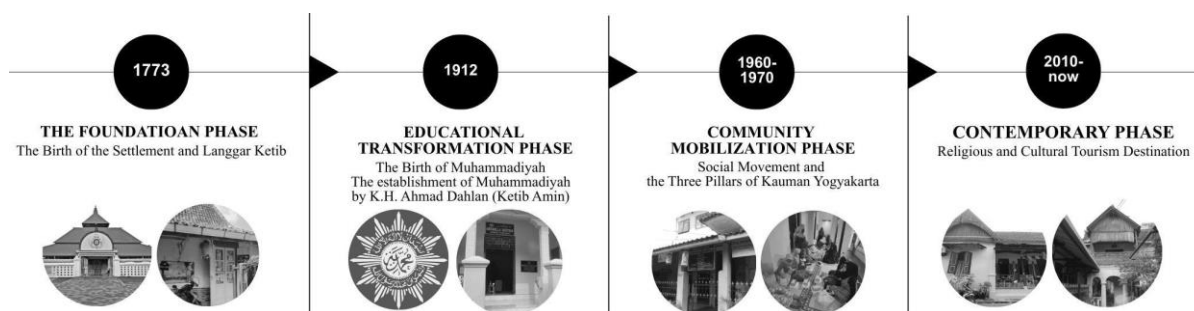 1773
THE FOUNDATIOAN PHASE
The Birth of the Settlement and Langgar Ketib
1912
EDUCATIONAL
TRANSFORMATION PHASE
The Birth of Muhammadiyah
The establishment of Muhammadiyah
by K.H. Ahmad Dahlan (Ketib Amin)
1960-
1970
COMMUNITY
MOBILIZATION PHASE
Social Movement and
the Three Pillars of Kauman Yogyakarta
2010-
now
CONTEMPORARY PHASE
Religious and Cultural Tourism Destination